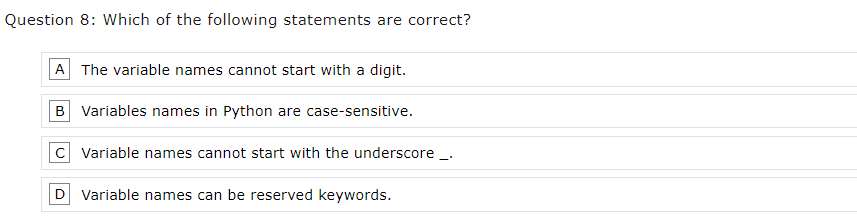 Question 8: Which of the following statements are correct?
A The variable names cannot start with a digit.
B Variables names in Python are case-sensitive.
C Variable names cannot start with the underscore _.
D Variable names can be reserved keywords.